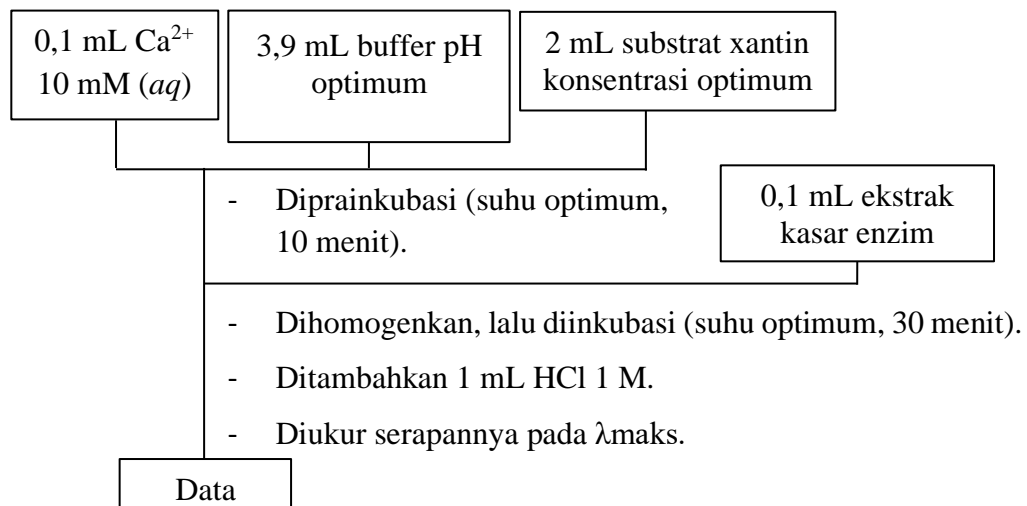 0,1 mL Ca²⁺
10 mM (aq)
3,9 mL buffer pH
optimum
2 mL substrat xantin
konsentrasi optimum
- Diprainkubasi (suhu optimum,
10 menit).
0,1 mL ekstrak
kasar enzim
- Dihomogenkan, lalu diinkubasi (suhu optimum, 30 menit).
- Ditambahkan 1 mL HCl 1 M.
- Diukur serapannya pada λmaks.
Data